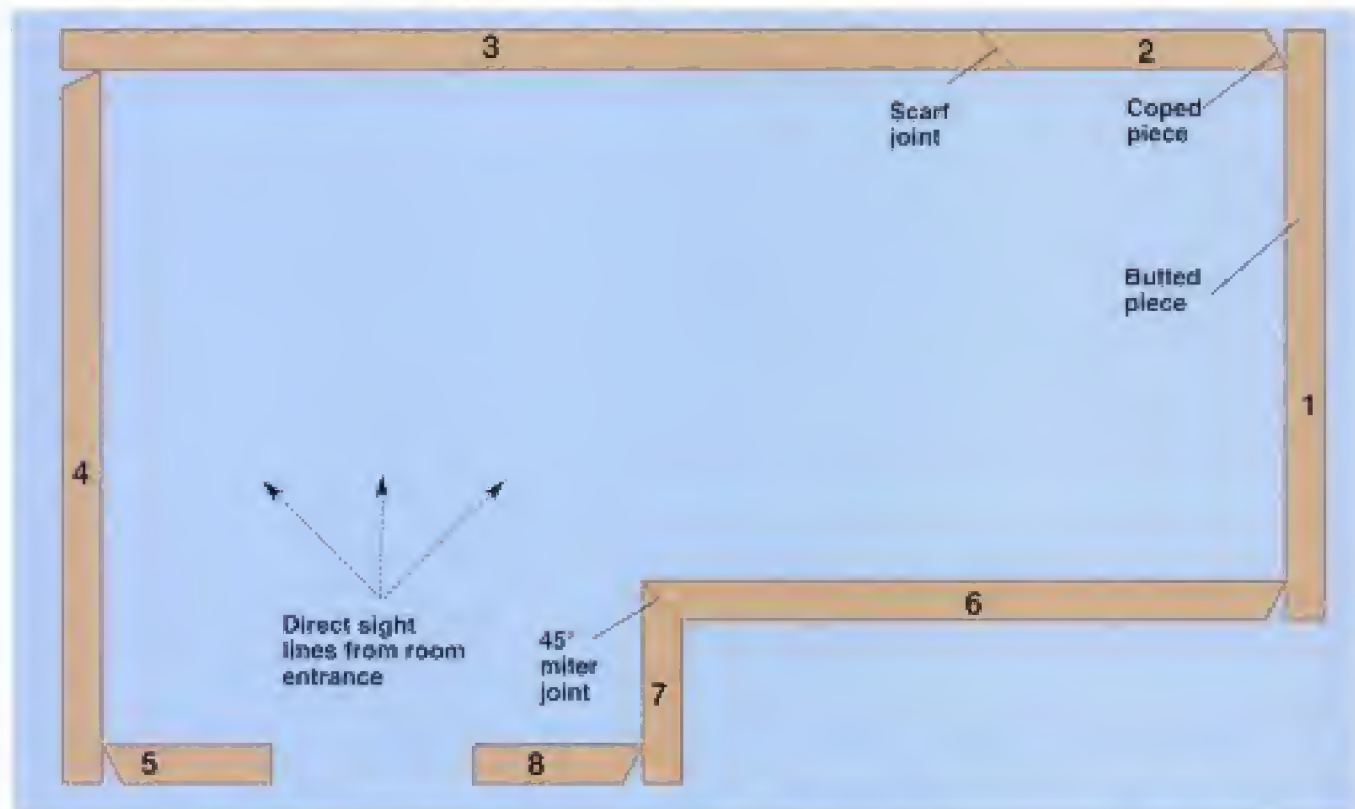 3
2
Scarf
joint
Coped
piece
Butted
piece
1
4
Direct sight
lines from room
entrance
45°
miter
joint
6
7
5
8